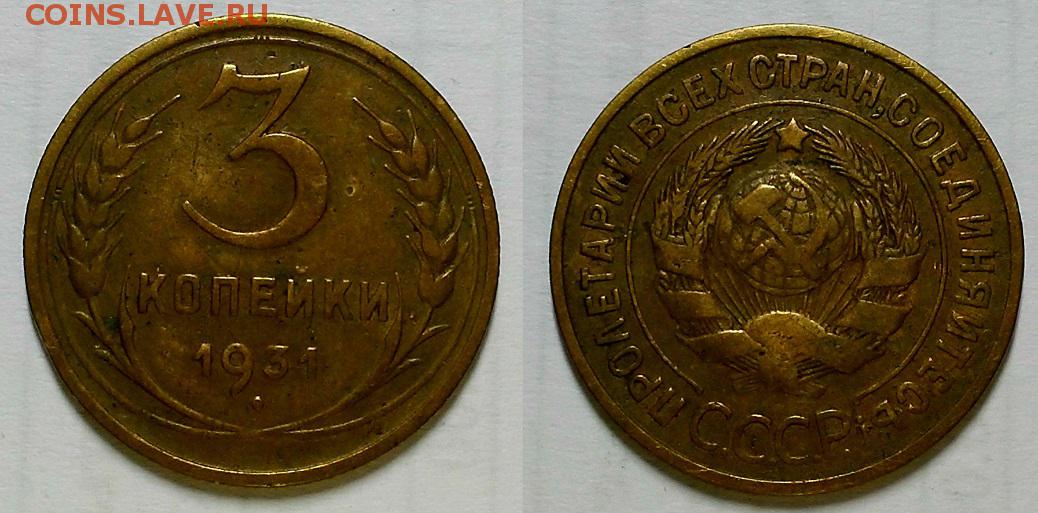 COINS.LAVE.RU
3
КОПЕЙКИ
1931
ПРОЛЕТАРИИ ВСЕХ СТРАН, СОЕДИНЯЙТЕСЬ
СССР